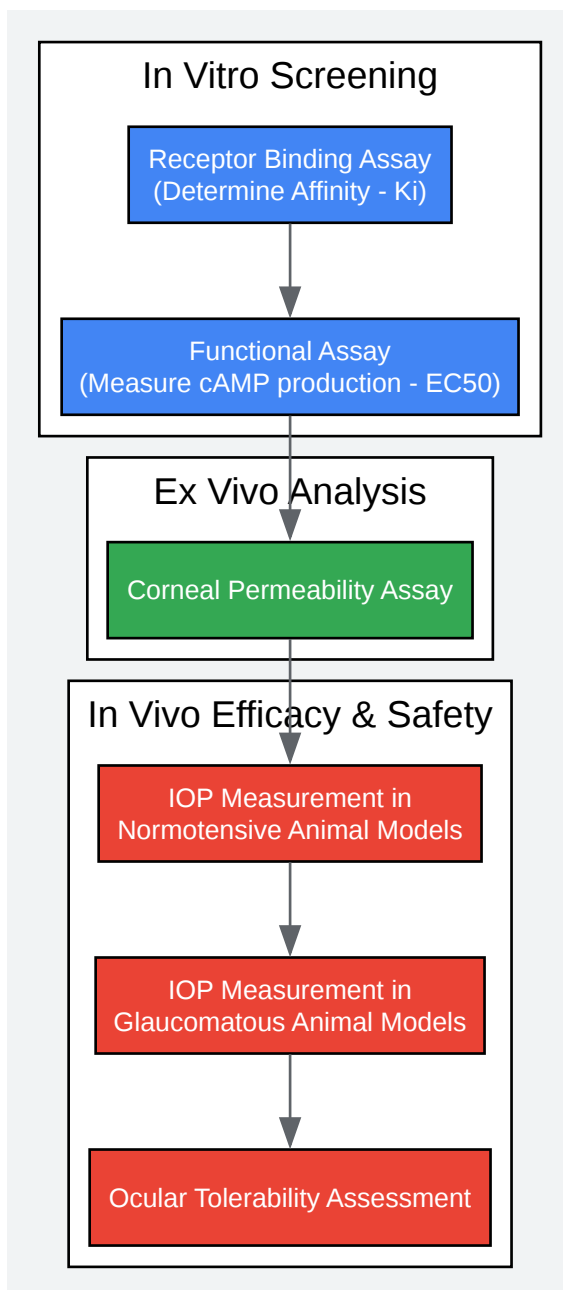 In Vitro Screening
Receptor Binding Assay
(Determine Affinity - Ki)
Functional Assay
(Measure cAMP production - EC50)
Ex Vivo Analysis
Corneal Permeability Assay
In Vivo Efficacy & Safety
IOP Measurement in
Normotensive Animal Models
IOP Measurement in
Glaucomatous Animal Models
Ocular Tolerability Assessment